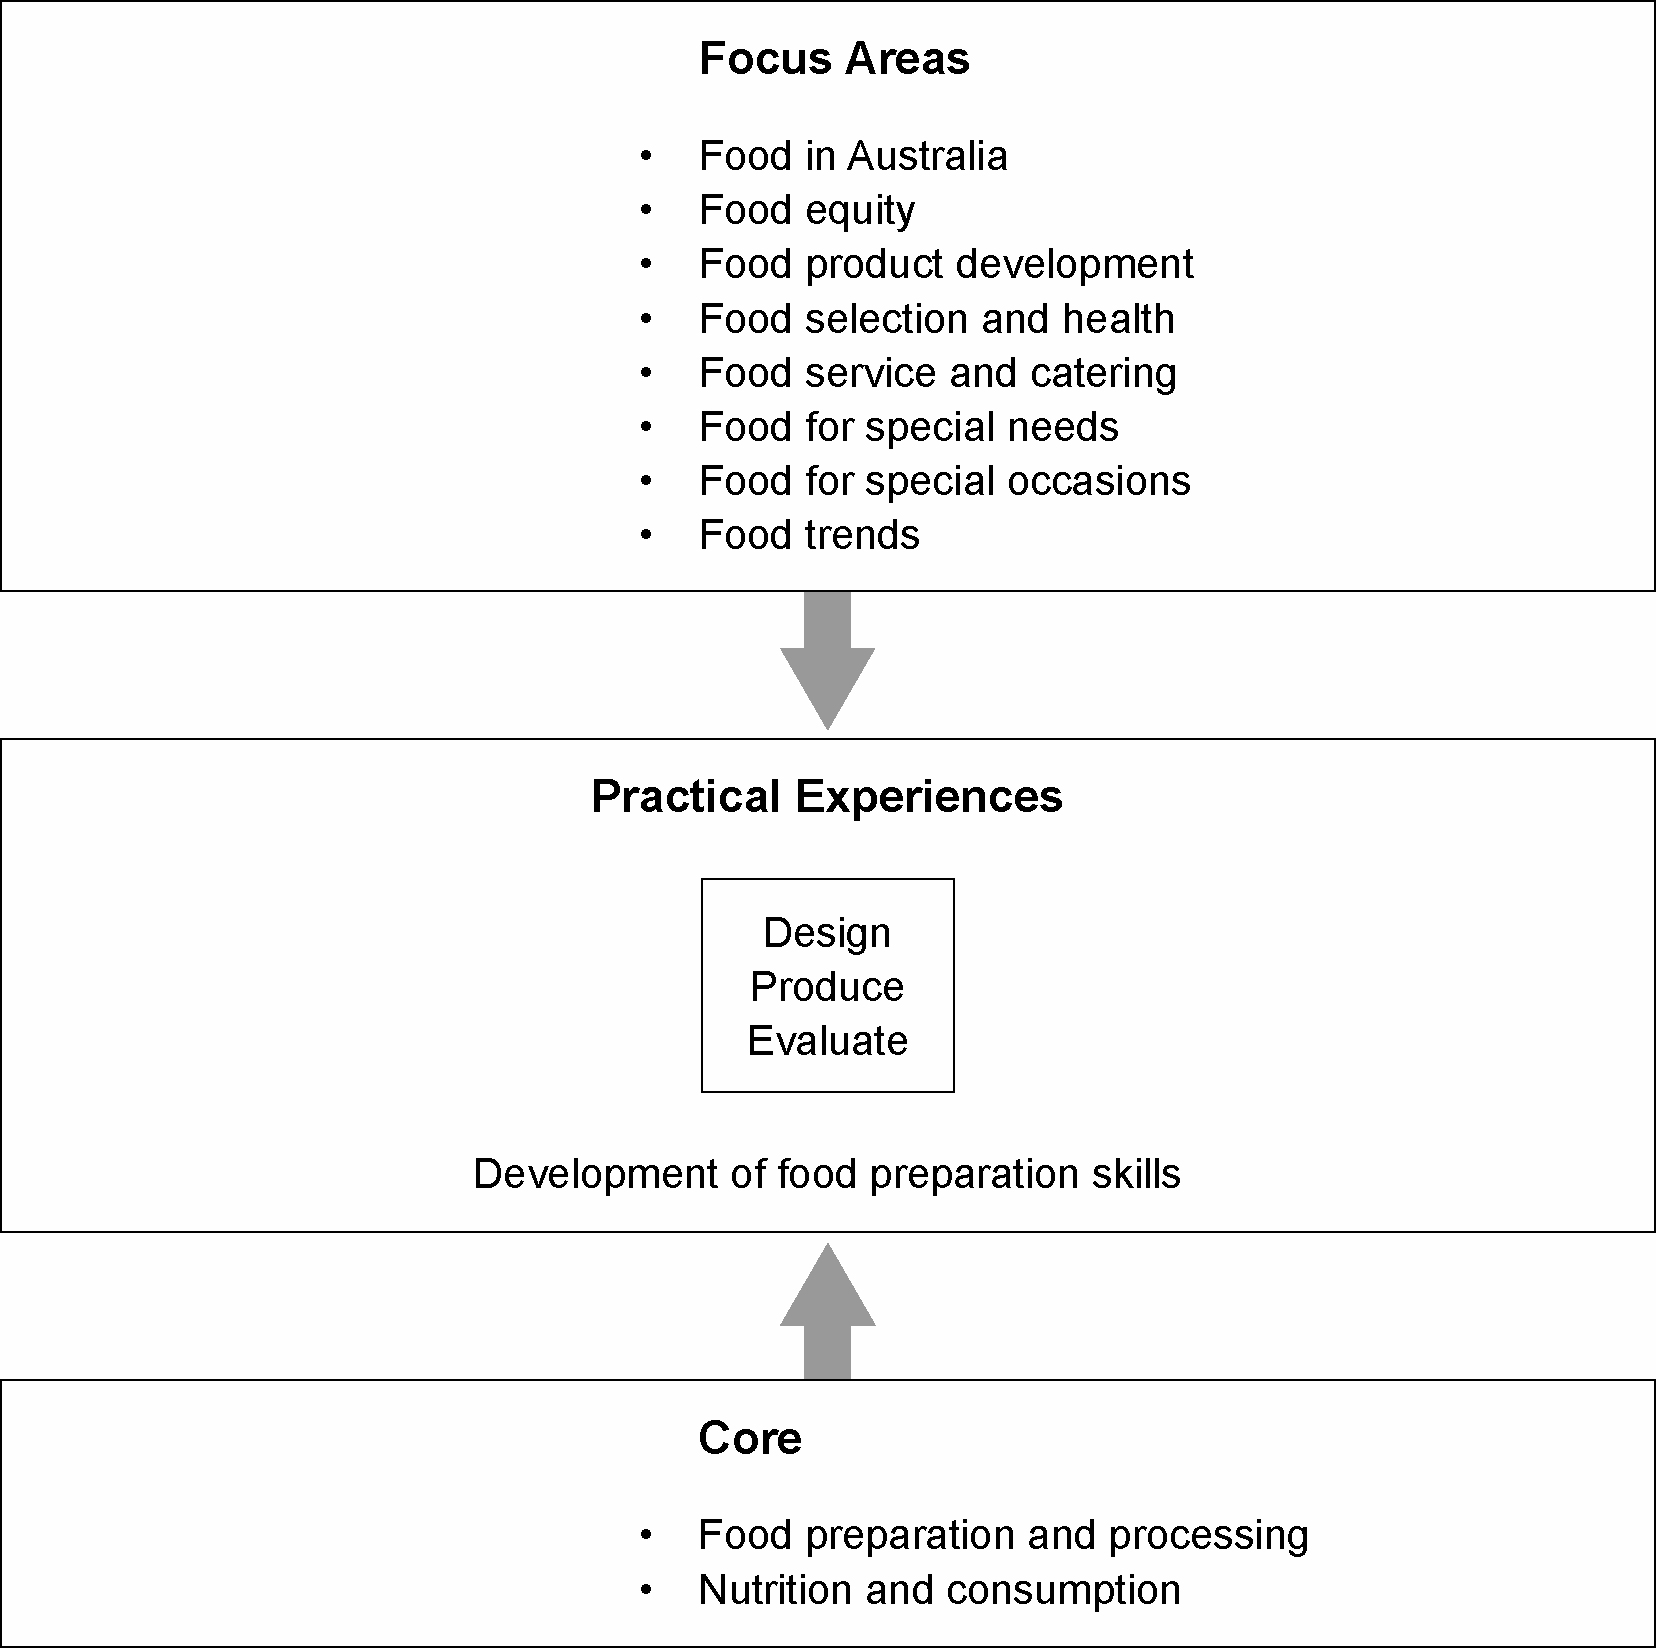 Focus Areas
• Food in Australia
• Food equity
• Food product development
• Food selection and health
• Food service and catering
• Food for special needs
• Food for special occasions
• Food trends
Practical Experiences
Design
Produce
Evaluate
Development of food preparation skills
Core
• Food preparation and processing
• Nutrition and consumption